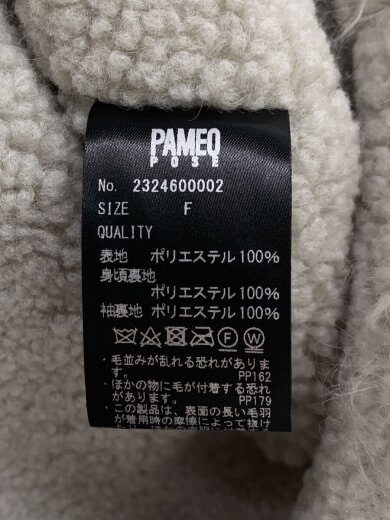 PAMEO
POSE
No. 2324600002
SIZE F
QUALITY
表地 ポリエステル100%
身頃裏地
ポリエステル100%
袖裏地 ポリエステル100%
F W
・毛並みが乱れる恐れがありま
す。 PP162
・ほかの物に毛が付着する恐れ
があります。 PP179
・この製品は、表面の長い毛羽
が着用時の摩擦によって抜け